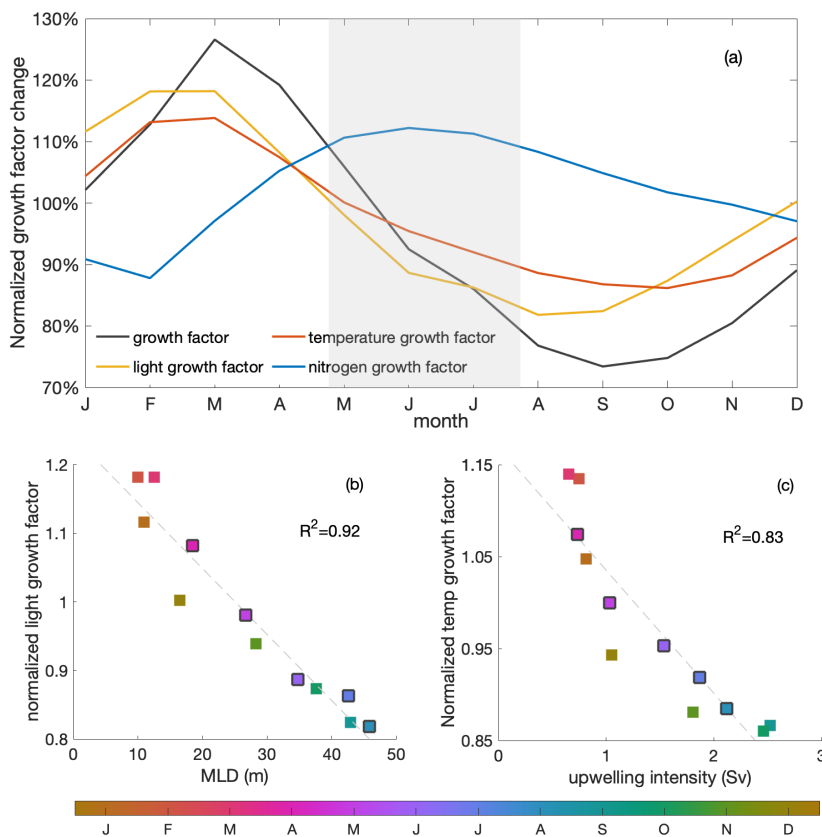 130%
120%
110%
100%
90%
80%
70%
Normalized growth factor change
(a)
growth factor
temperature growth factor
light growth factor
nitrogen growth factor
J F M A M J J A S O N D
month
1.2
1.1
1
0.9
0.8
normalized light growth factor
(b)
R²=0.92
0 10 20 30 40 50
MLD (m)
1.15
1.05
0.95
0.85
Normalized temp growth factor
(c)
R²=0.83
0 1 2 3
upwelling intensity (Sv)
J F M A M J J A S O N D